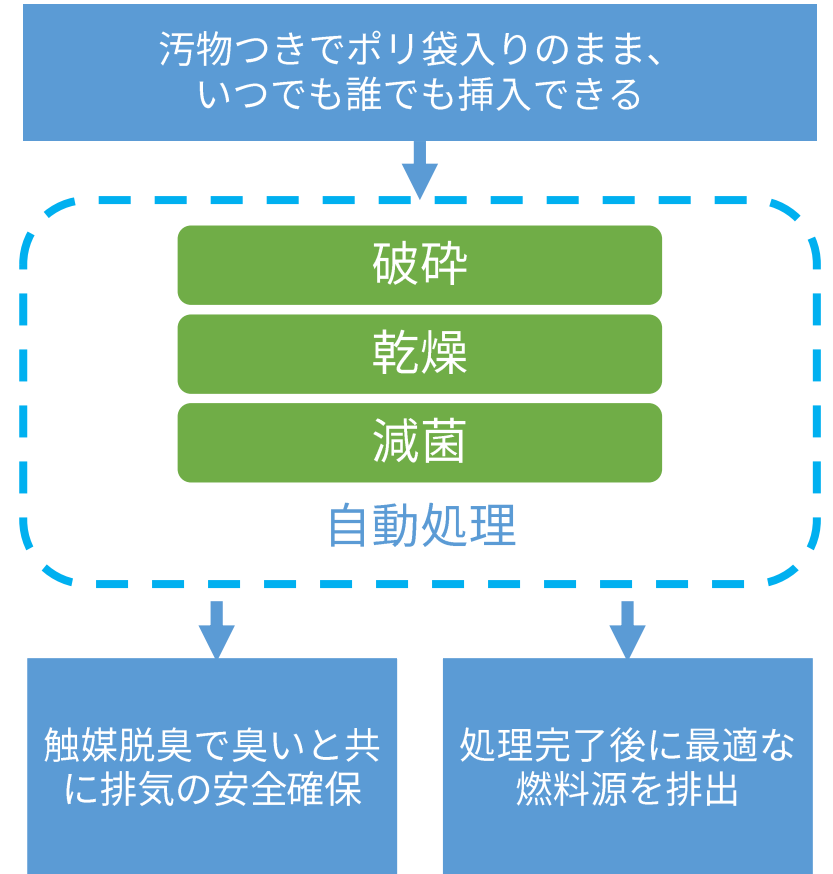 汚物つきでポリ袋入りのまま、
いつでも誰でも挿入できる
破砕
乾燥
減菌
自動処理
触媒脱臭で臭いと共
に排気の安全確保
処理完了後に最適な
燃料源を排出